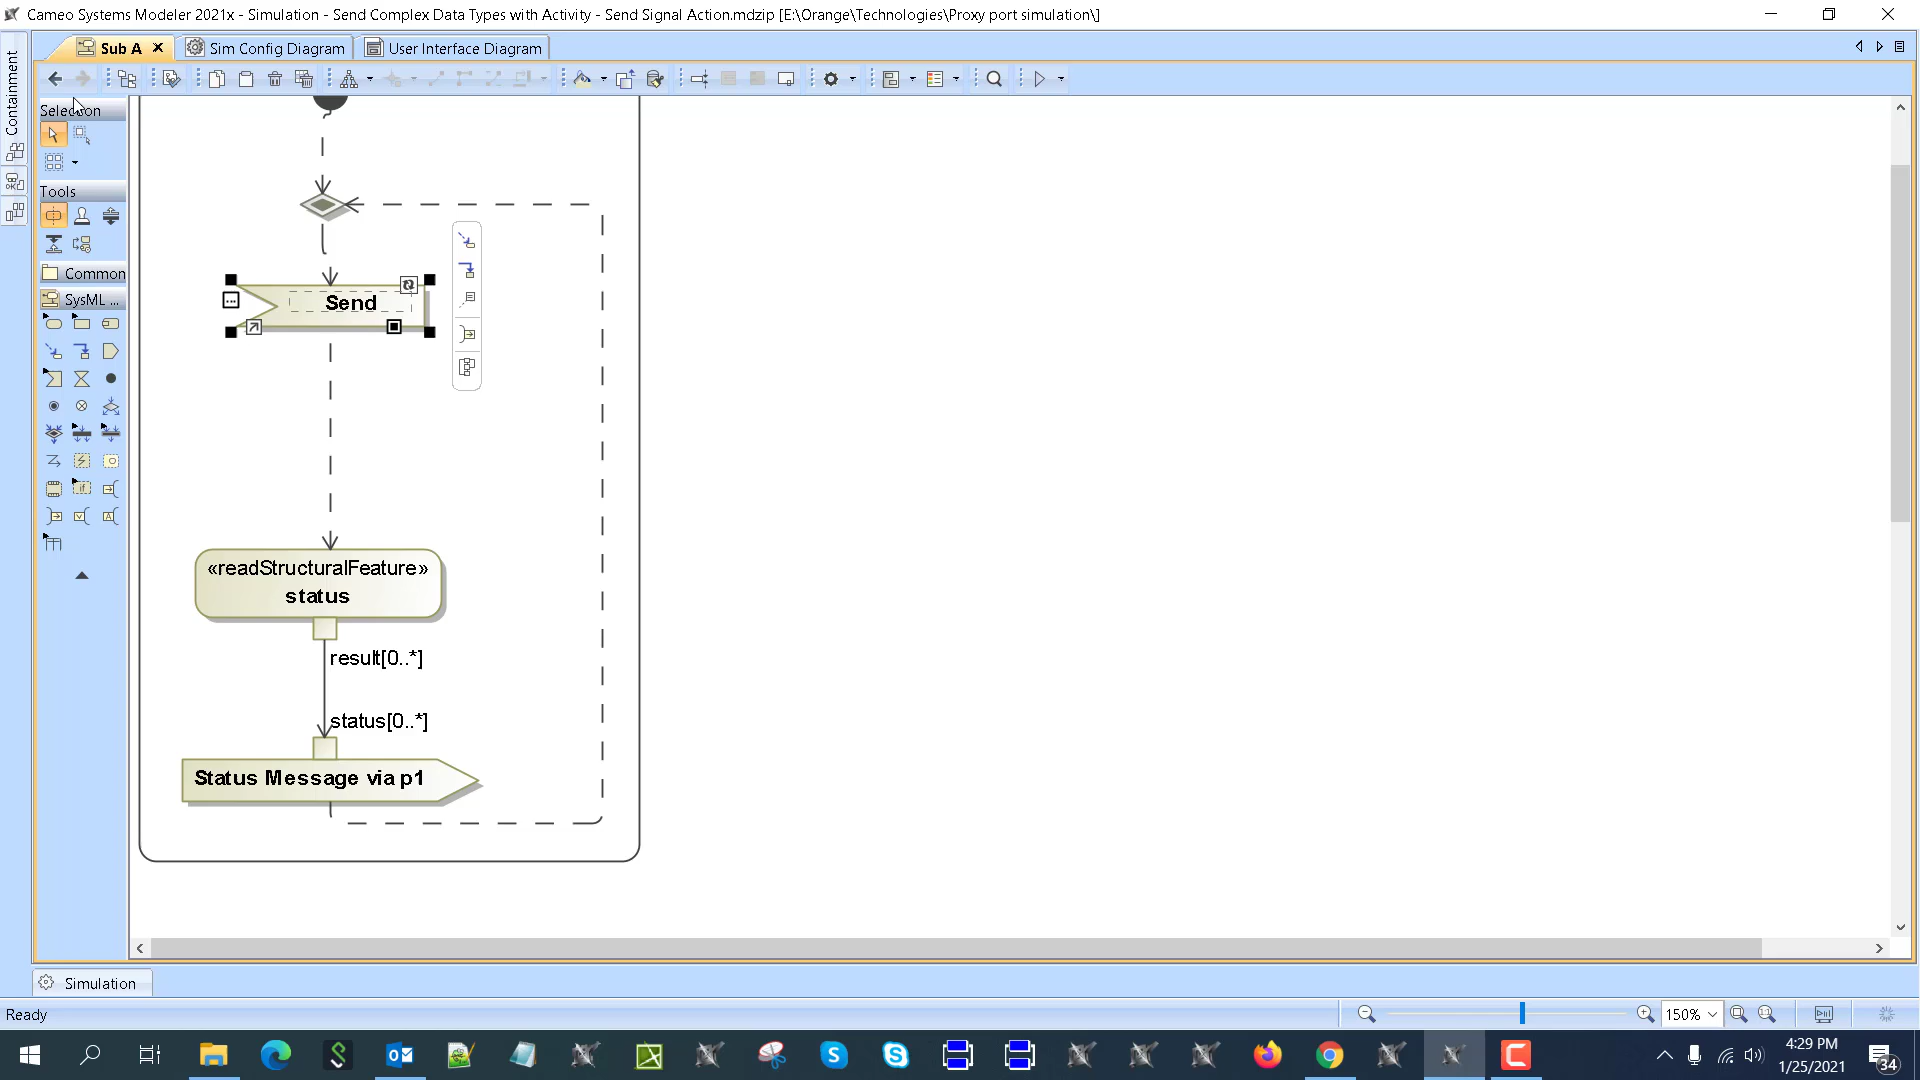 Cameo Systems Modeler 2021x - Simulation - Send Complex Data Types with Activity - Send Signal Action.mdzip [E:\Orange\Technologies\Proxy port simulation\]
Sub A
Sim Config Diagram
User Interface Diagram
Containment
Selection
Tools
Common
SysML ...
Send
«readStructuralFeature»
status
result[0..*]
status[0..*]
Status Message via p1
Simulation
Ready
150%
4:29 PM
1/25/2021
34